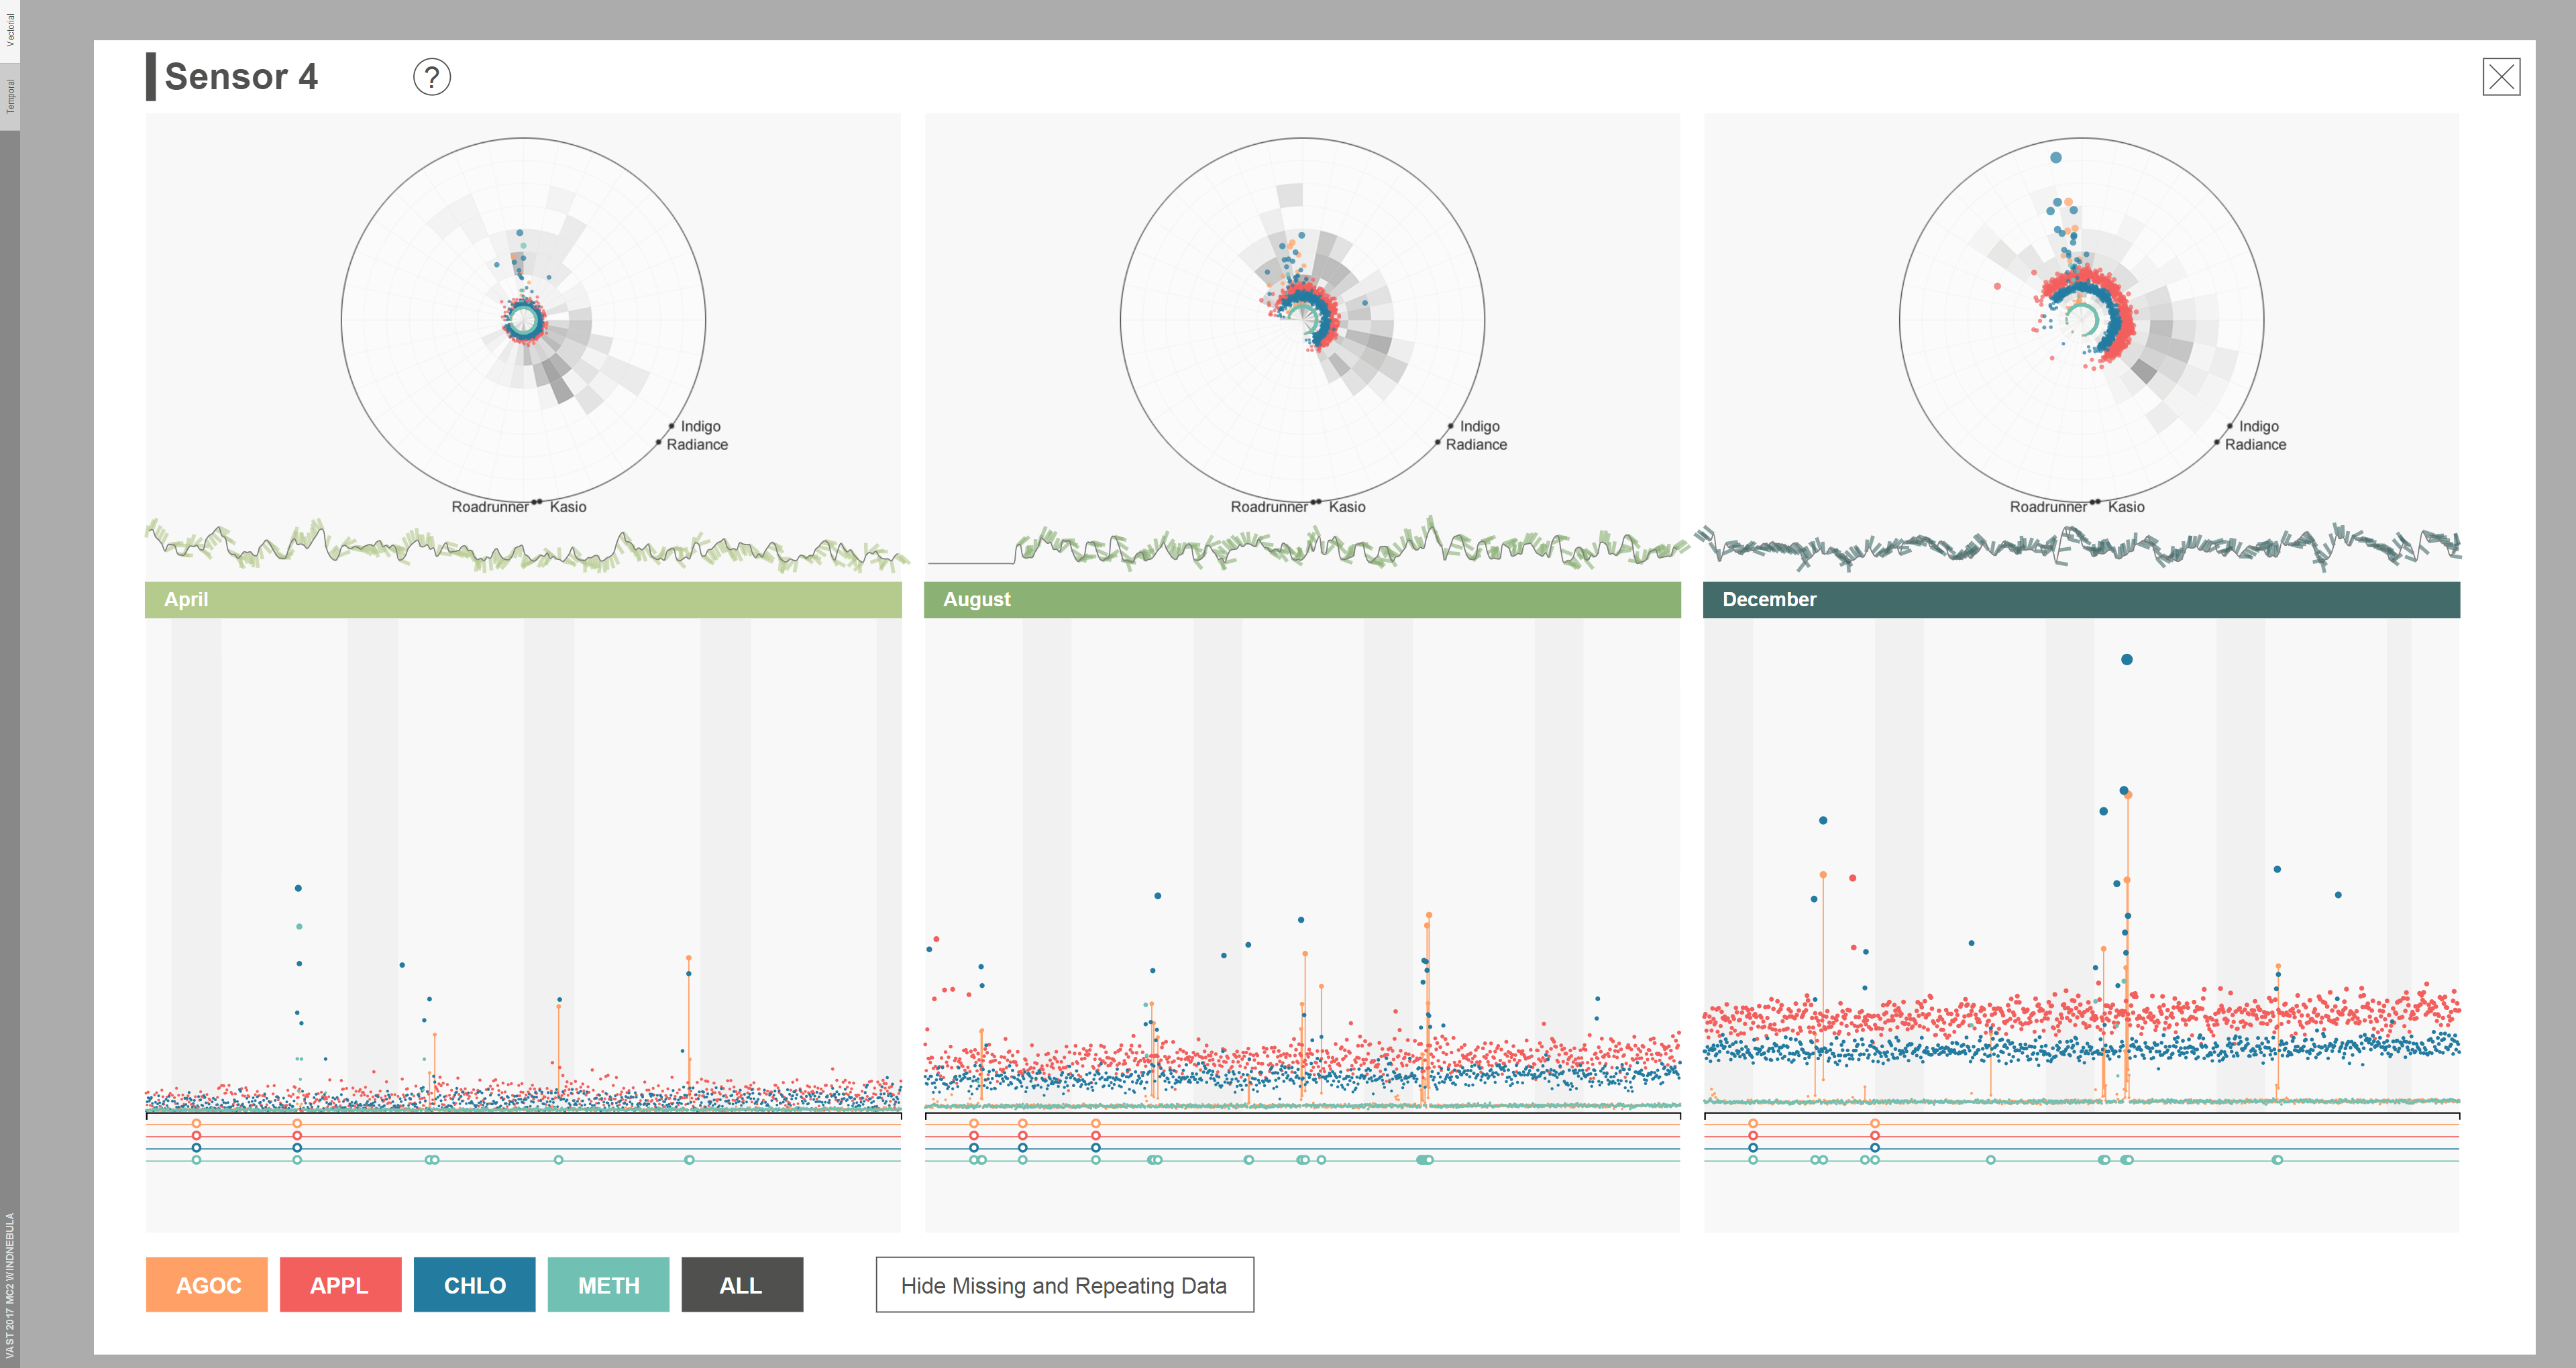 Vectorial
Temporal
Sensor 4
?
Indigo
Radiance
Roadrunner
Kasio
Indigo
Radiance
Roadrunner
Kasio
Indigo
Radiance
Roadrunner
Kasio
April
August
December
AGOC
APPL
CHLO
METH
ALL
Hide Missing and Repeating Data
VAST 2017 MC2 WINDNEBULA